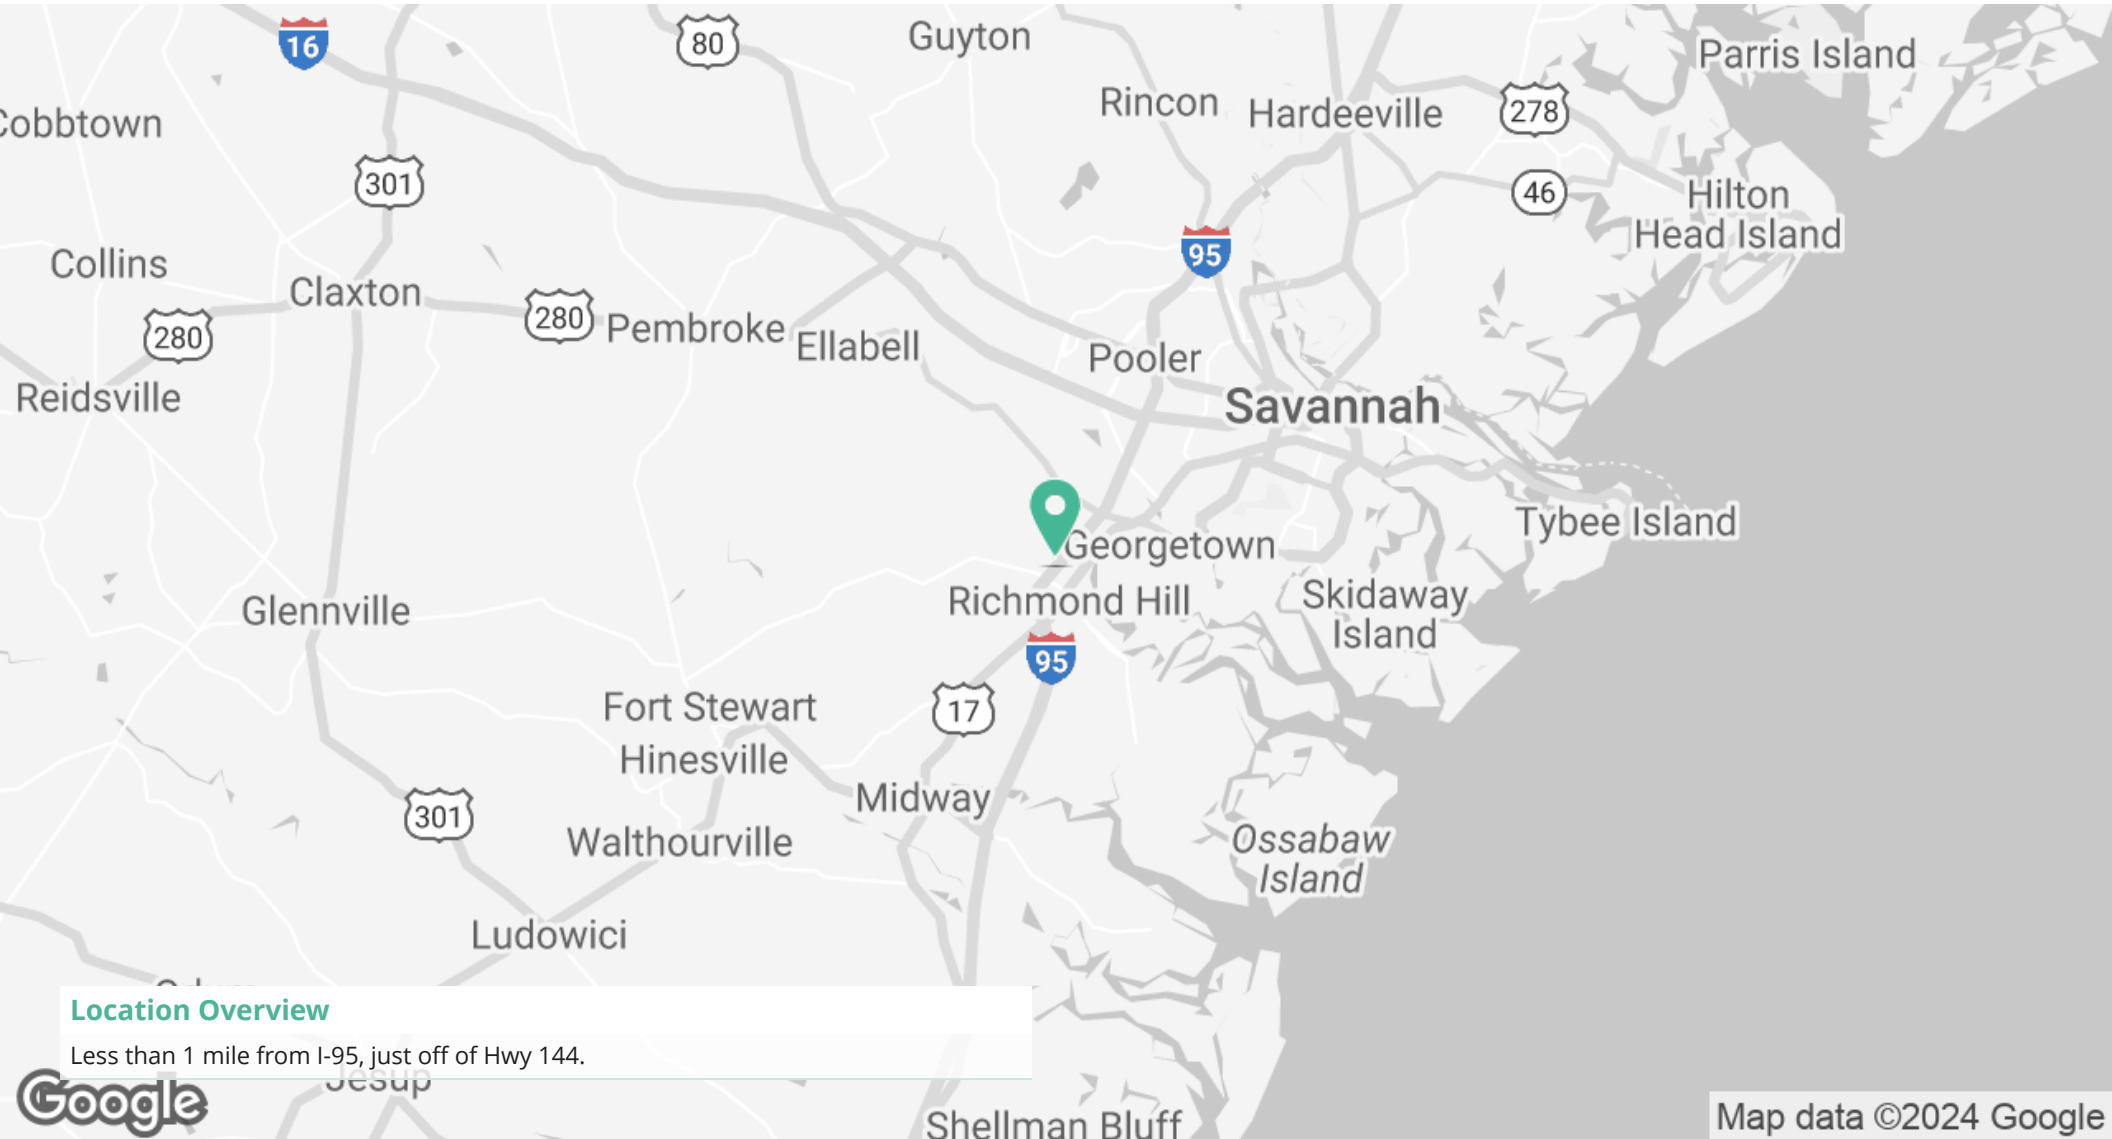 16
80
Guyton
Parris Island
Rincon
Hardeeville
278
Cobbtown
301
46
Hilton
Head Island
95
Collins
Claxton
280
280
Pembroke
Ellabell
Pooler
Reidsville
Savannah
Tybee Island
Georgetown
Richmond Hill
Skidaway
Island
Glennville
95
Fort Stewart
17
Hinesville
Midway
301
Walthourville
Ossabaw
Island
Ludowici
Location Overview
Less than 1 mile from I-95, just off of Hwy 144.
Jesup
Google
Shellman Bluff
Map data ©2024 Google